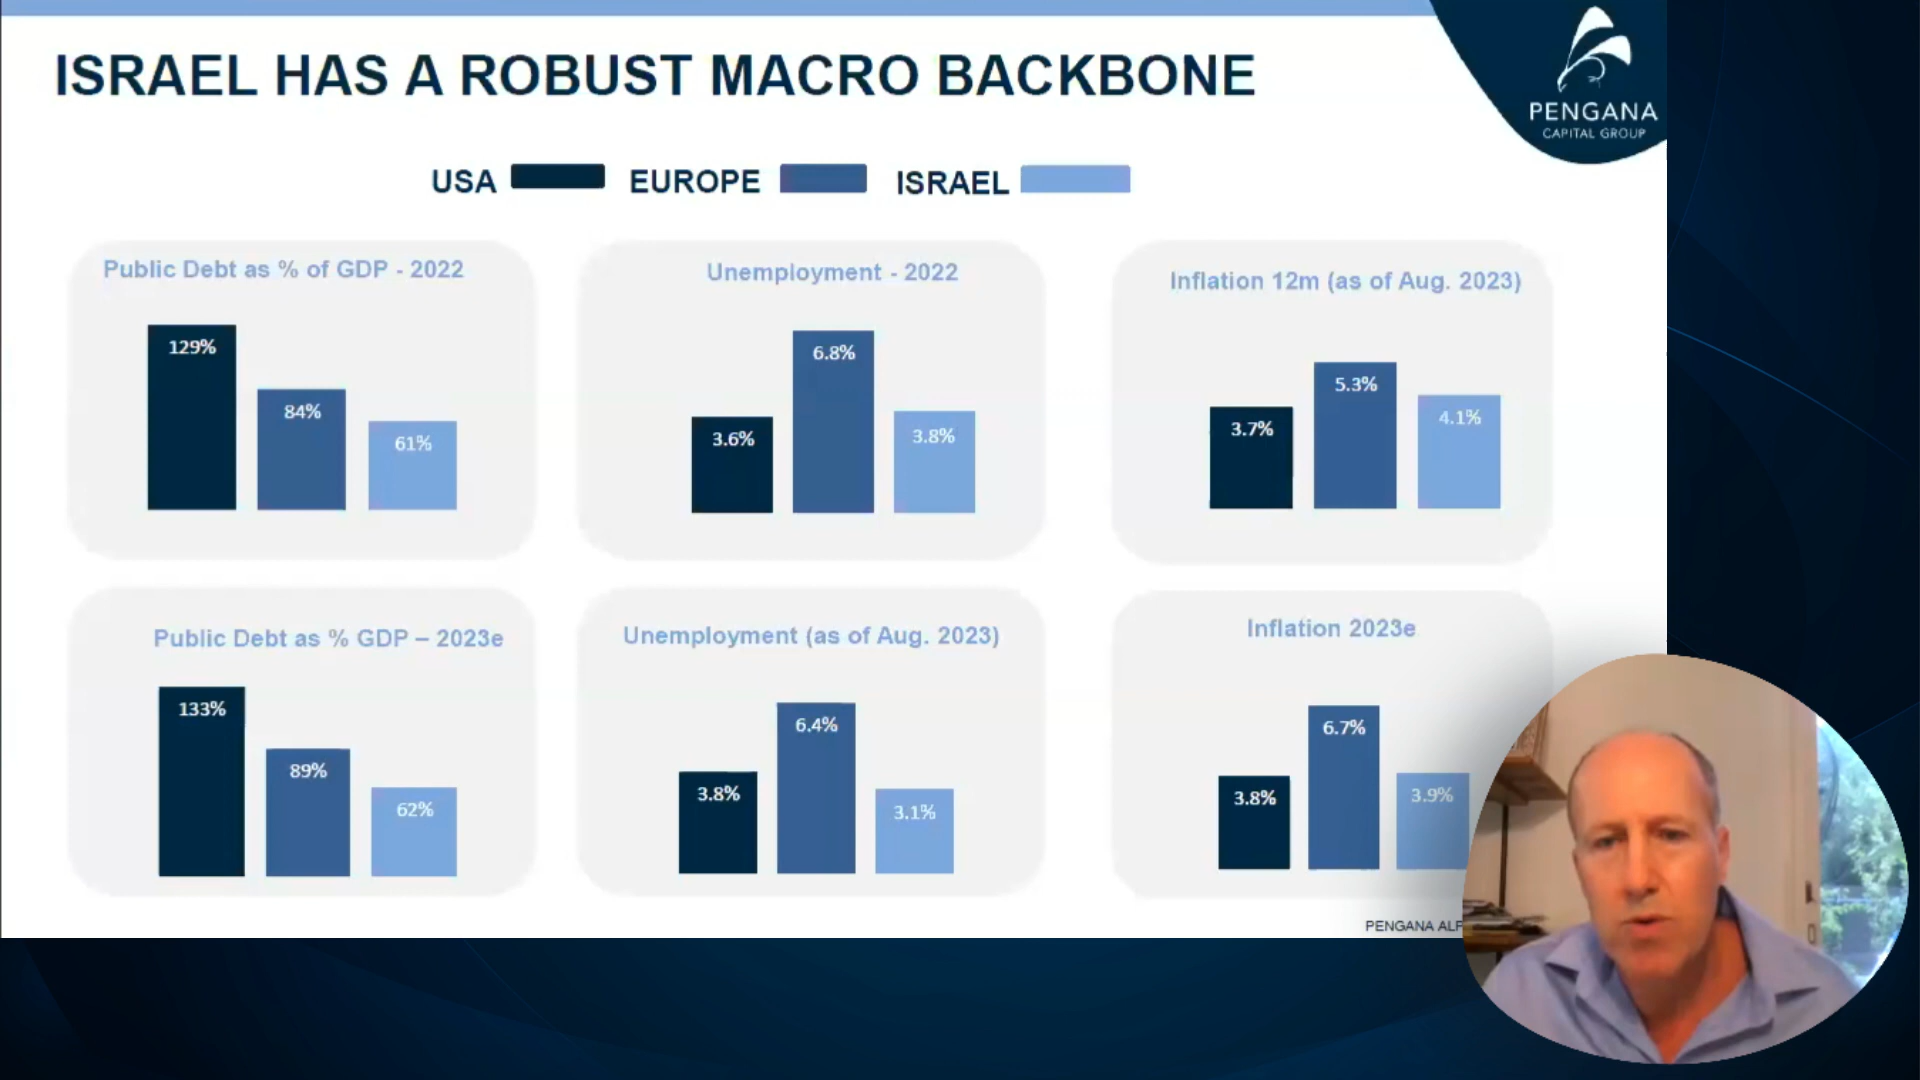 ISRAEL HAS A ROBUST MACRO BACKBONE
PENGANA
CAPITAL GROUP
USA EUROPE ISRAEL
Public Debt as % of GDP - 2022
129%
84%
61%
Unemployment - 2022
3.6%
6.8%
3.8%
Inflation 12m (as of Aug. 2023)
3.7%
5.3%
4.1%
Public Debt as % GDP – 2023e
133%
89%
62%
Unemployment (as of Aug. 2023)
3.8%
6.4%
3.1%
Inflation 2023e
3.8%
6.7%
3.9%
PENGANA